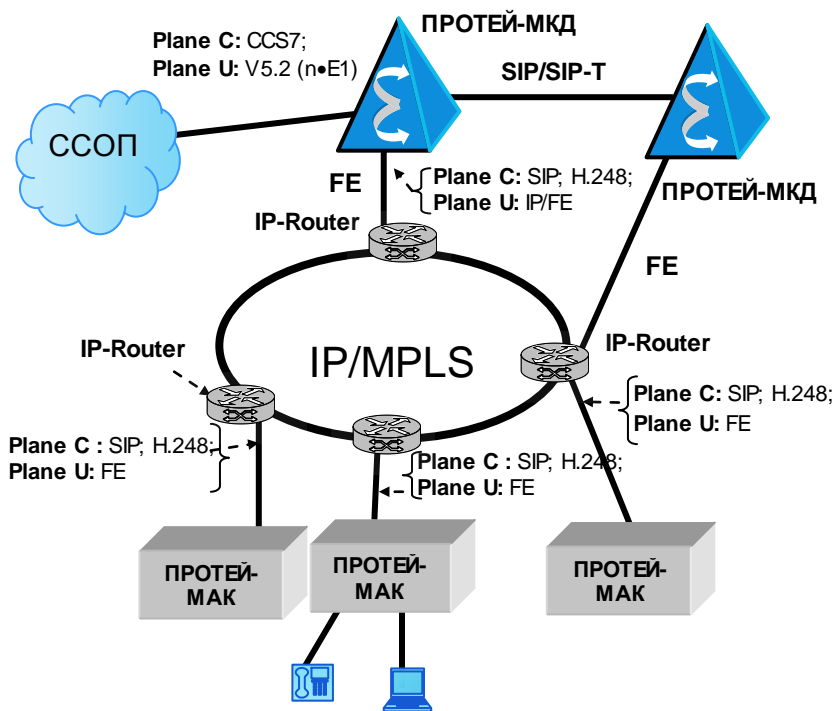 ПРОТЕЙ-МКД
Plane C: CCS7;
Plane U: V5.2 (n•E1)
SIP/SIP-T
ССОП
FE
Plane C: SIP; H.248;
Plane U: IP/FE
ПРОТЕЙ-МКД
IP-Router
FE
IP-Router
IP/MPLS
IP-Router
Plane C: SIP; H.248;
Plane U: FE
Plane C : SIP; H.248;
Plane U: FE
Plane C : SIP; H.248;
Plane U: FE
ПРОТЕЙ-
МАК
ПРОТЕЙ-
МАК
ПРОТЕЙ-
МАК